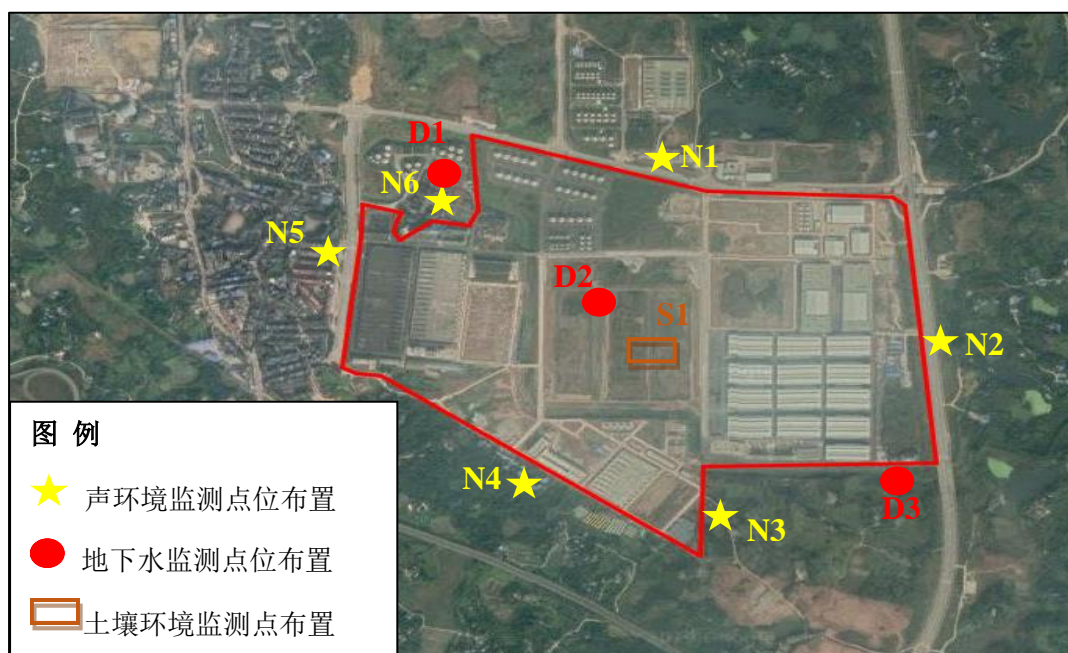 D1
N1
N6
N5
D2
S1
N2
N4
D3
N3
图 例
声环境监测点位布置
地下水监测点位布置
土壤环境监测点布置